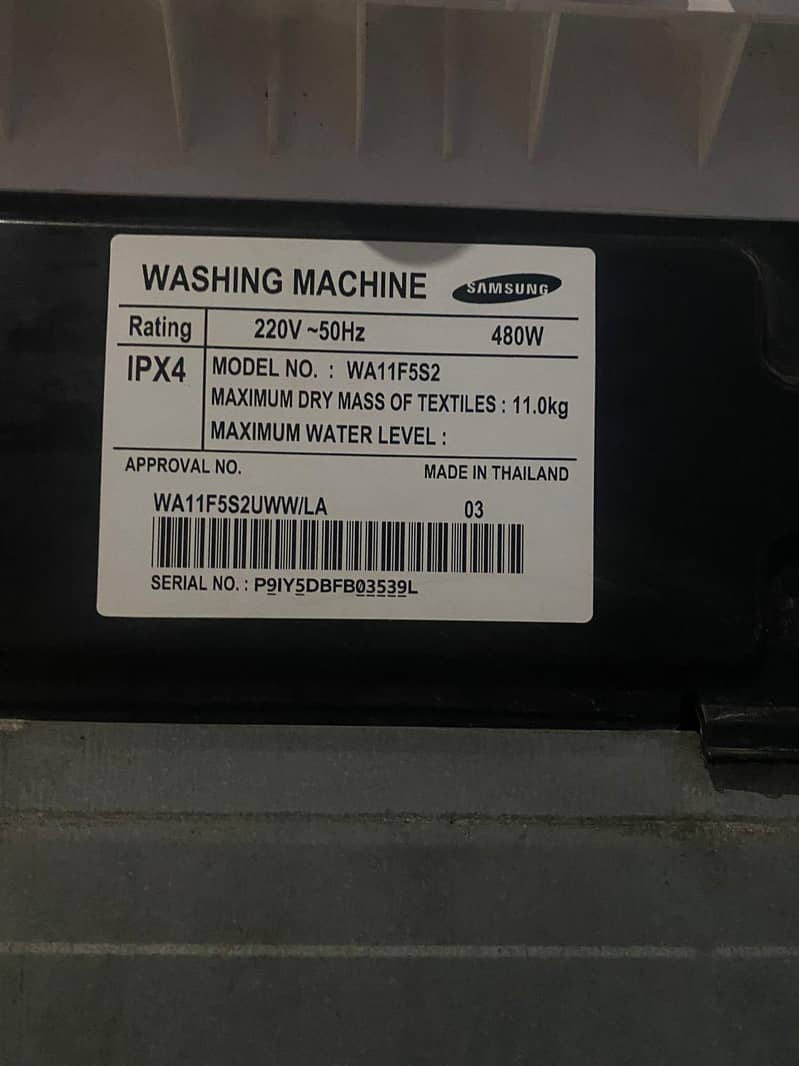 WASHING MACHINE SAMSUNG
Rating 220V ~50Hz 480W
IPX4 MODEL NO. : WA11F5S2
MAXIMUM DRY MASS OF TEXTILES : 11.0kg
MAXIMUM WATER LEVEL :
APPROVAL NO. MADE IN THAILAND
WA11F5S2UWW/LA 03
SERIAL NO. : P9IY5DBFB03539L